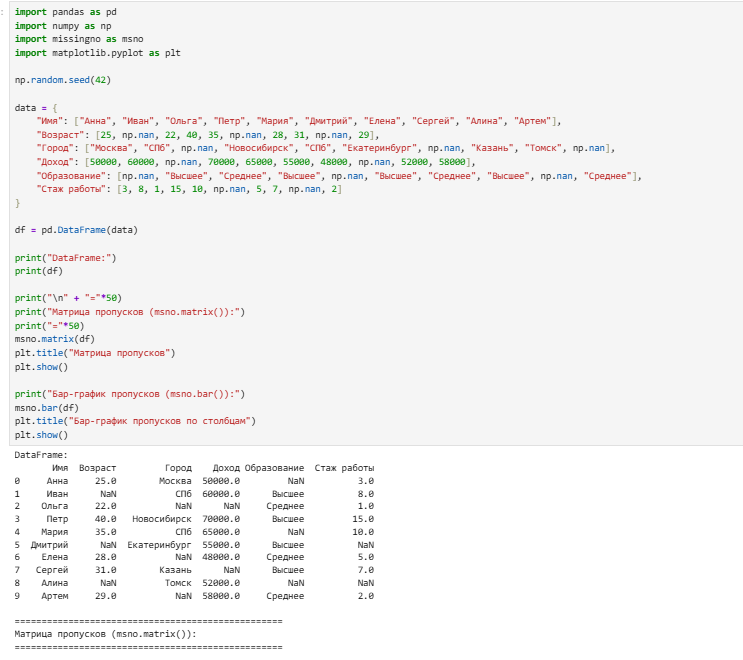 import pandas as pd
import numpy as np
import missingno as msno
import matplotlib.pyplot as plt
np.random.seed(42)
data = {
    "Имя": ["Анна", "Иван", "Ольга", "Петр", "Мария", "Дмитрий", "Елена", "Сергей", "Алина", "Артем"],
    "Возраст": [25, np.nan, 22, 40, 35, np.nan, 28, 31, np.nan, 29],
    "Город": ["Москва", "СПб", np.nan, "Новосибирск", "СПб", "Екатеринбург", np.nan, "Казань", "Томск", np.nan],
    "Доход": [50000, 60000, np.nan, 70000, 65000, 55000, 48000, np.nan, 52000, 58000],
    "Образование": [np.nan, "Высшее", "Среднее", "Высшее", np.nan, "Высшее", "Среднее", "Высшее", np.nan, "Среднее"],
    "Стаж работы": [3, 8, 1, 15, 10, np.nan, 5, 7, np.nan, 2]
}
df = pd.DataFrame(data)
print("DataFrame:")
print(df)
print("\n" + "="*50)
print("Матрица пропусков (msno.matrix()):")
print("="*50)
msno.matrix(df)
plt.title("Матрица пропусков")
plt.show()
print("Бар-график пропусков (msno.bar()):")
msno.bar(df)
plt.title("Бар-график пропусков по столбцам")
plt.show()
DataFrame:
       Имя  Возраст         Город    Доход Образование  Стаж работы
0     Анна     25.0        Москва  50000.0         NaN          3.0
1     Иван      NaN           СПб  60000.0      Высшее          8.0
2    Ольга     22.0           NaN      NaN     Среднее          1.0
3     Петр     40.0   Новосибирск  70000.0      Высшее         15.0
4    Мария     35.0           СПб  65000.0         NaN         10.0
5  Дмитрий      NaN  Екатеринбург  55000.0      Высшее          NaN
6    Елена     28.0           NaN  48000.0     Среднее          5.0
7   Сергей     31.0        Казань      NaN      Высшее          7.0
8    Алина      NaN         Томск  52000.0         NaN          NaN
9    Артем     29.0           NaN  58000.0     Среднее          2.0
==================================================
Матрица пропусков (msno.matrix()):
==================================================